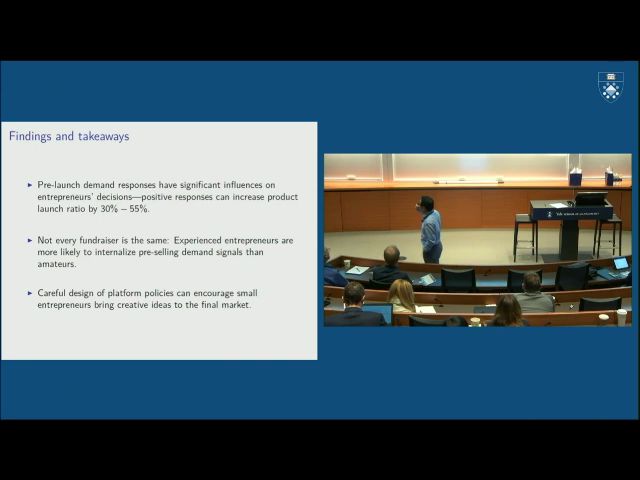 Findings and takeaways
▶ Pre-launch demand responses have significant influences on
entrepreneurs' decisions—positive responses can increase product
launch ratio by 30% − 55%.
▶ Not every fundraiser is the same: Experienced entrepreneurs are
more likely to internalize pre-selling demand signals than
amateurs.
▶ Careful design of platform policies can encourage small
entrepreneurs bring creative ideas to the final market.